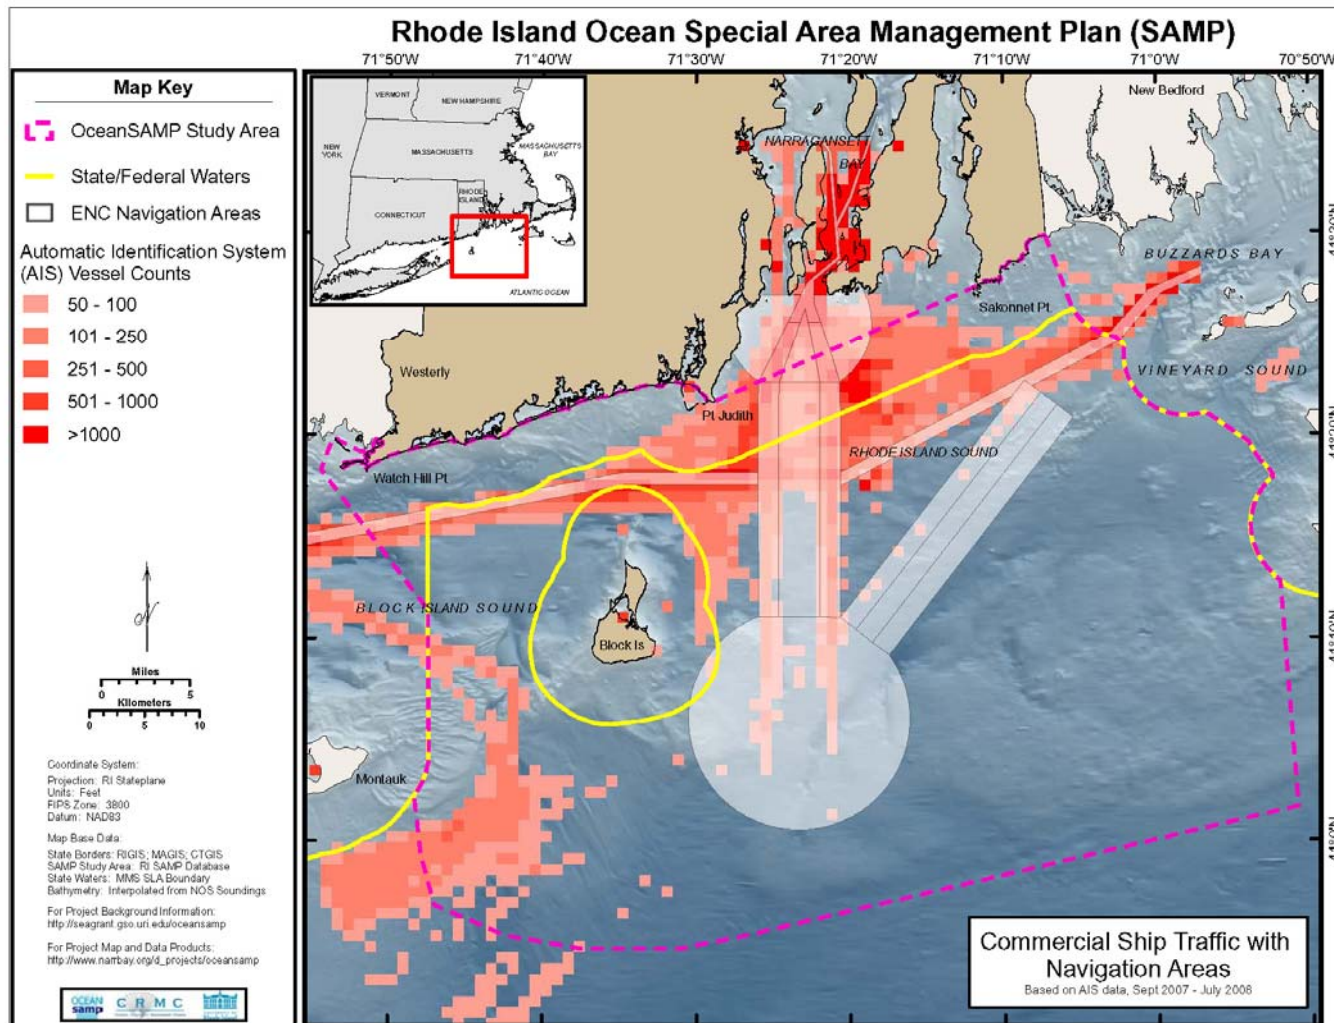 Rhode Island Ocean Special Area Management Plan (SAMP)
71°50'W 71°40'W 71°30'W 71°20'W 71°10'W 71°0'W 70°50'W
Map Key
OceanSAMP Study Area
State/Federal Waters
ENC Navigation Areas
Automatic Identification System
(AIS) Vessel Counts
50 - 100
101 - 250
251 - 500
501 - 1000
>1000
Miles
0 5
Kilometers
0 5 10
Coordinate System:
Projection: RI Stateplane
Units: Feet
FIPS Zone: 3800
Datum: NAD83
Map Base Data:
State Borders: RIGIS; MAGIS; CTGIS
SAMP Study Area: RI SAMP Database
State Waters: MMS SLA Boundary
Bathymetry: Interpolated from NOS Soundings
For Project Background Information:
http://seagrant.gso.uri.edu/oceansamp
For Project Map and Data Products:
http://www.narrbay.org/d_projects/oceansamp
OCEAN
samp
CRMC
VERMONT
NEW HAMPSHIRE
NEW
YORK
MASSACHUSETTS
MASSACHUSETTS
BAY
CONNECTICUT
RHODE
ISLAND
ATLANTIC OCEAN
New Bedford
NARRAGANSETT
BAY
BUZZARDS BAY
Sakonnet Pt.
VINEYARD SOUND
Westerly
Pt Judith
RHODE ISLAND SOUND
Watch Hill Pt
BLOCK ISLAND SOUND
Block Is
Montauk
Commercial Ship Traffic with
Navigation Areas